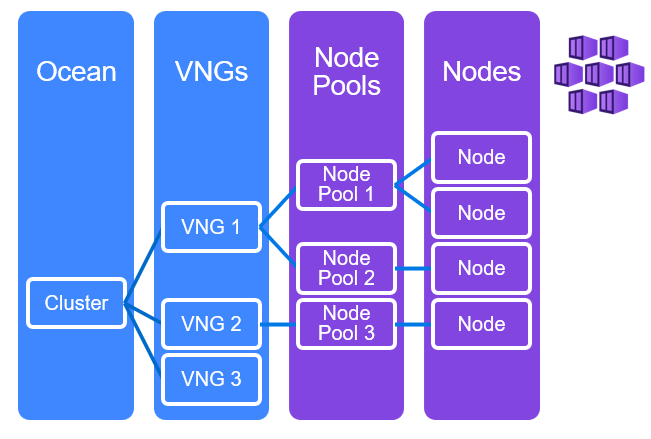 Ocean
VNGs
Node
Pools
Nodes
Cluster
VNG 1
VNG 2
VNG 3
Node
Pool 1
Node
Pool 2
Node
Pool 3
Node
Node
Node
Node